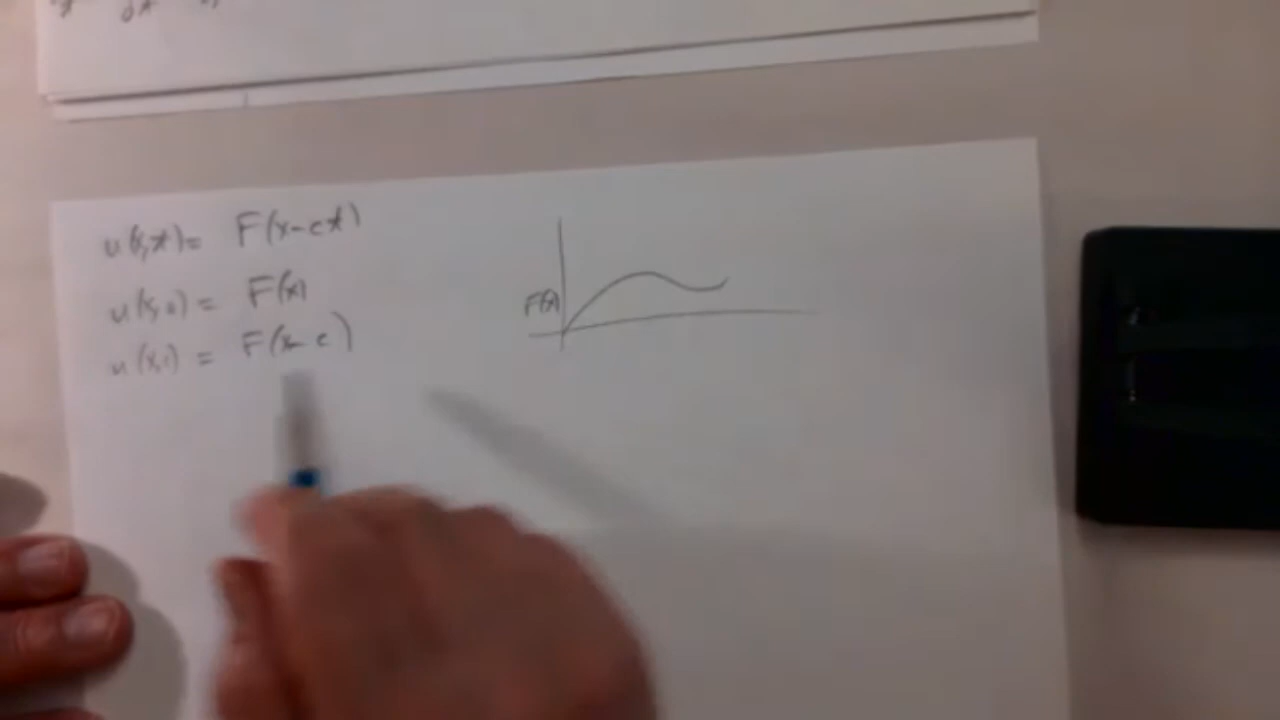 u(x,t) = F(x-ct)
u(x,0) = F(x)
u(x,1) = F(x-c)
F(x)